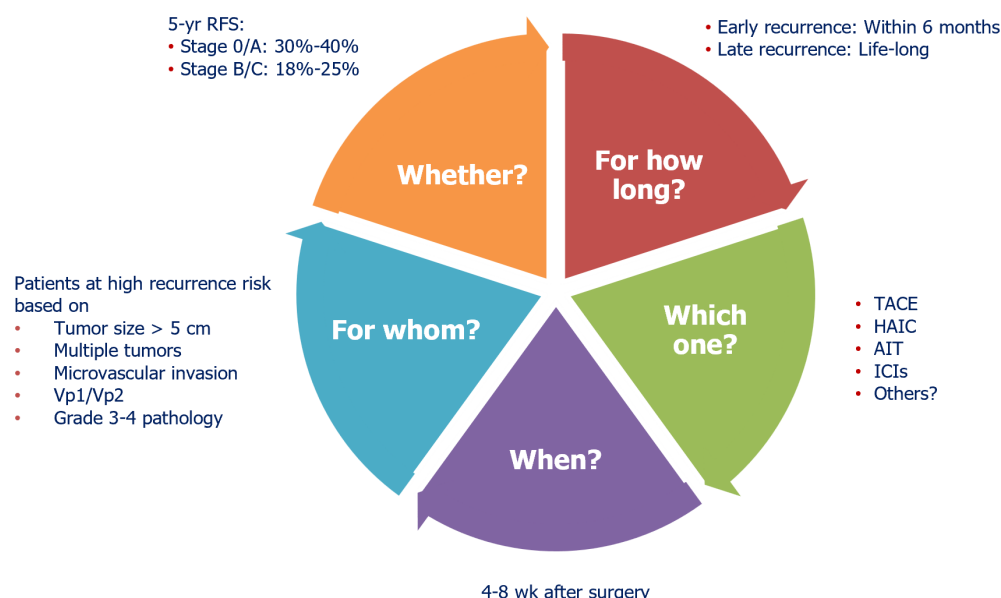 5-yr RFS:
• Stage 0/A: 30%-40%
• Stage B/C: 18%-25%
• Early recurrence: Within 6 months
• Late recurrence: Life-long
Whether?
For how
long?
Patients at high recurrence risk
based on
• Tumor size > 5 cm
• Multiple tumors
• Microvascular invasion
• Vp1/Vp2
• Grade 3-4 pathology
For whom?
Which
one?
• TACE
• HAIC
• AIT
• ICIs
• Others?
When?
4-8 wk after surgery